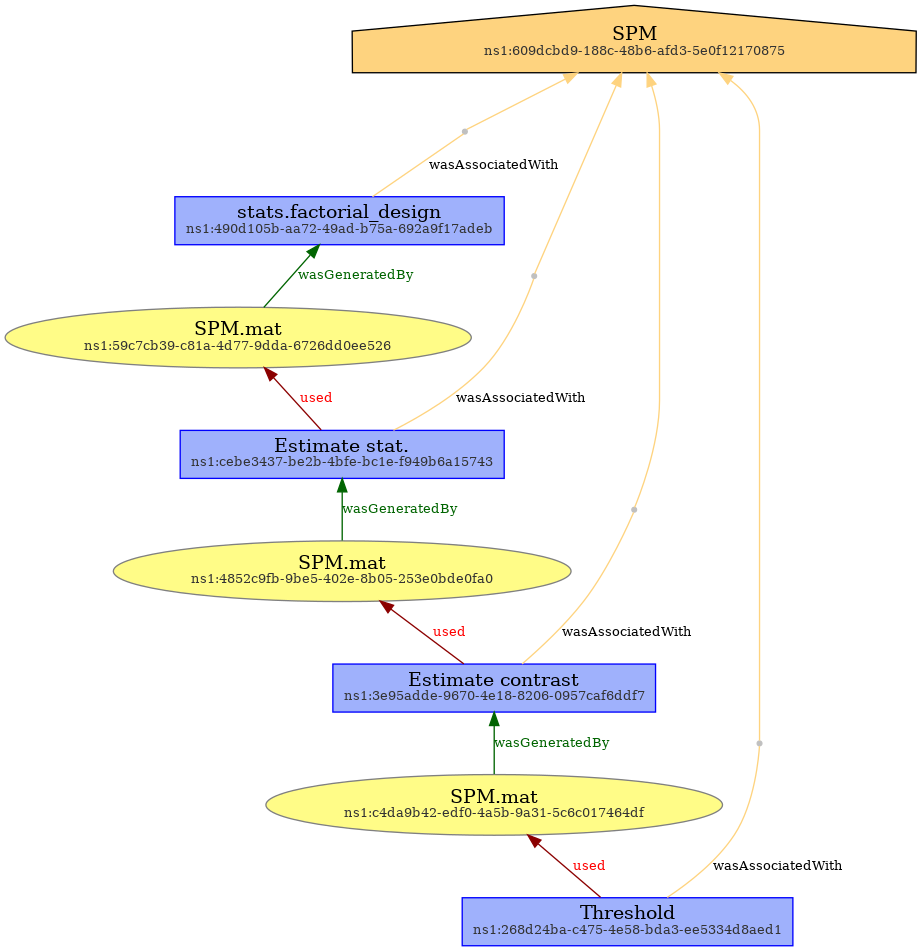 SPM
ns1:609dcbd9-188c-48b6-afd3-5e0f12170875
wasAssociatedWith
stats.factorial_design
ns1:490d105b-aa72-49ad-b75a-692a9f17adeb
wasGeneratedBy
SPM.mat
ns1:59c7cb39-c81a-4d77-9dda-6726dd0ee526
used
wasAssociatedWith
Estimate stat.
ns1:cebe3437-be2b-4bfe-bc1e-f949b6a15743
wasGeneratedBy
SPM.mat
ns1:4852c9fb-9be5-402e-8b05-253e0bde0fa0
used
wasAssociatedWith
Estimate contrast
ns1:3e95adde-9670-4e18-8206-0957caf6ddf7
wasGeneratedBy
SPM.mat
ns1:c4da9b42-edf0-4a5b-9a31-5c6c017464df
used
wasAssociatedWith
Threshold
ns1:268d24ba-c475-4e58-bda3-ee5334d8aed1